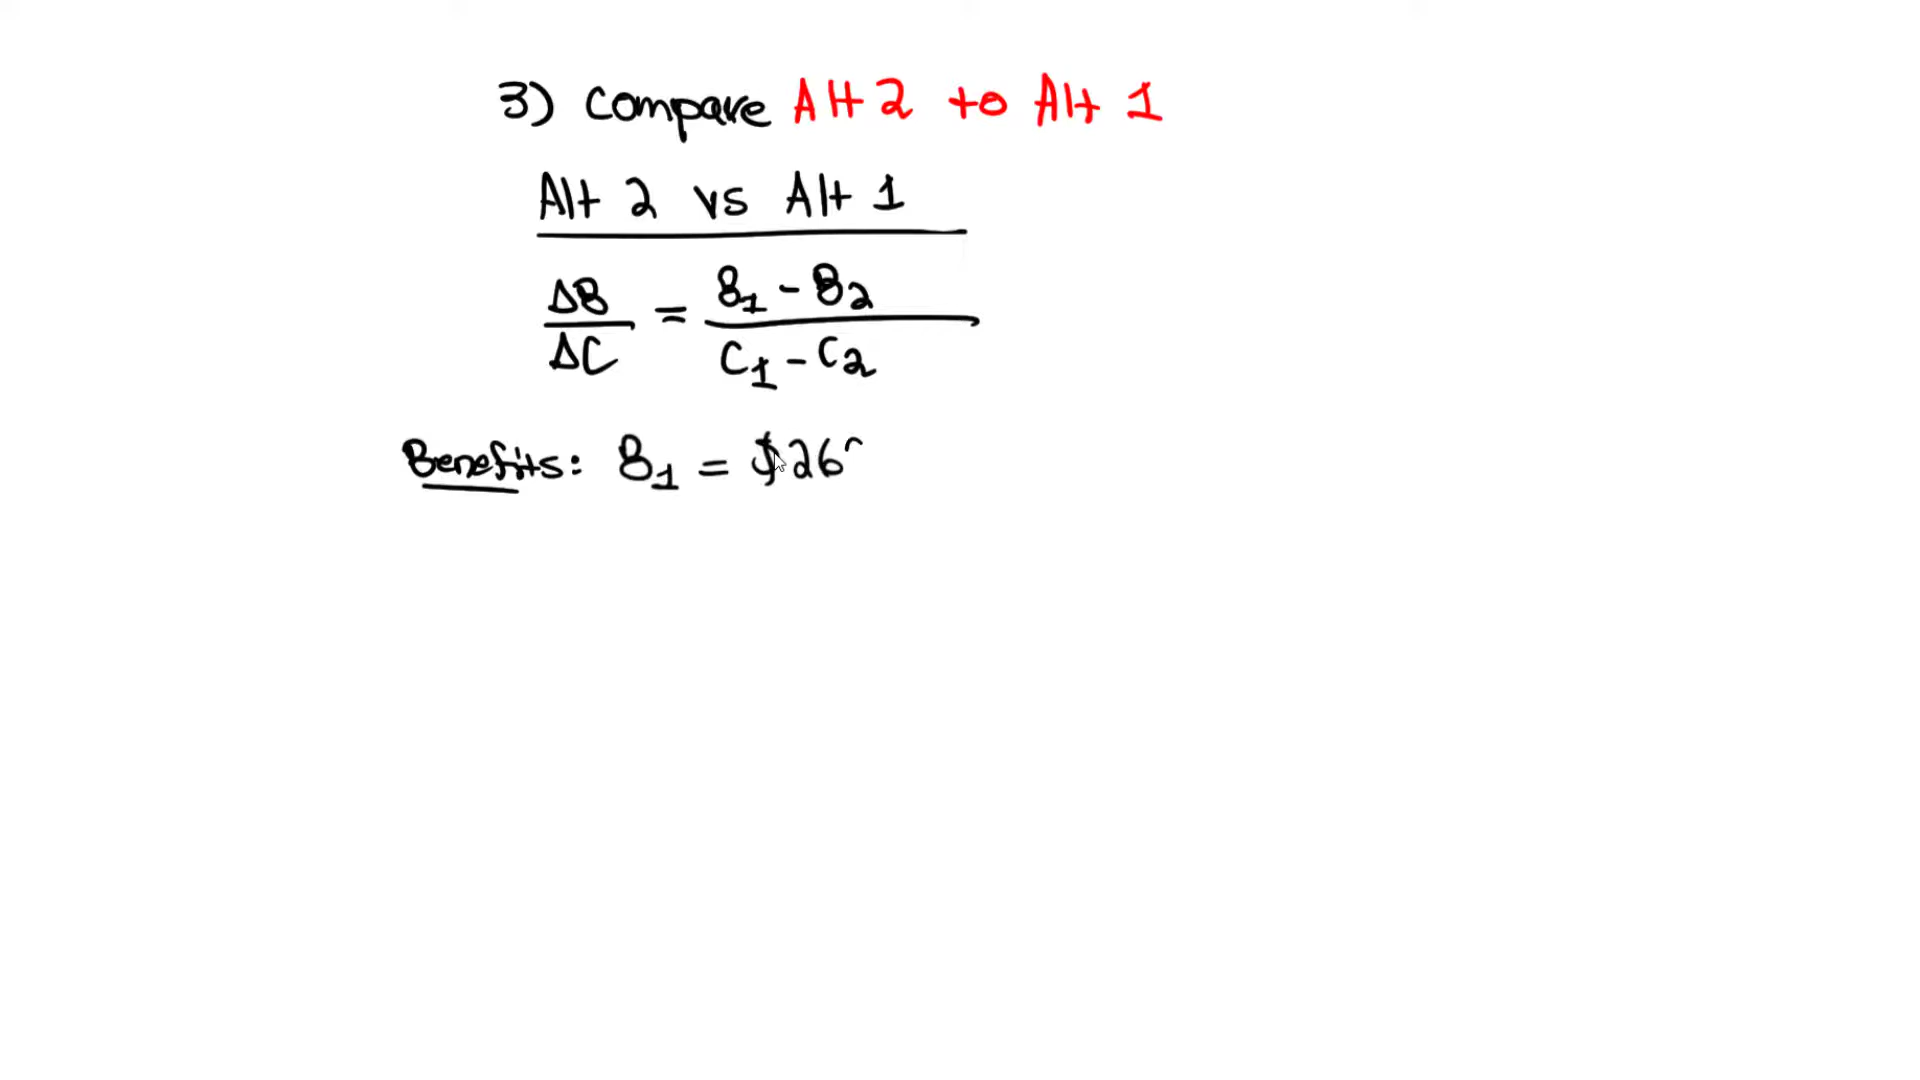 3) Compare Alt 2 to Alt 1
Alt 2 vs Alt 1
ΔB/ΔC = B₁ - B₂/C₁ - C₂
Benefits: B₁ = $26